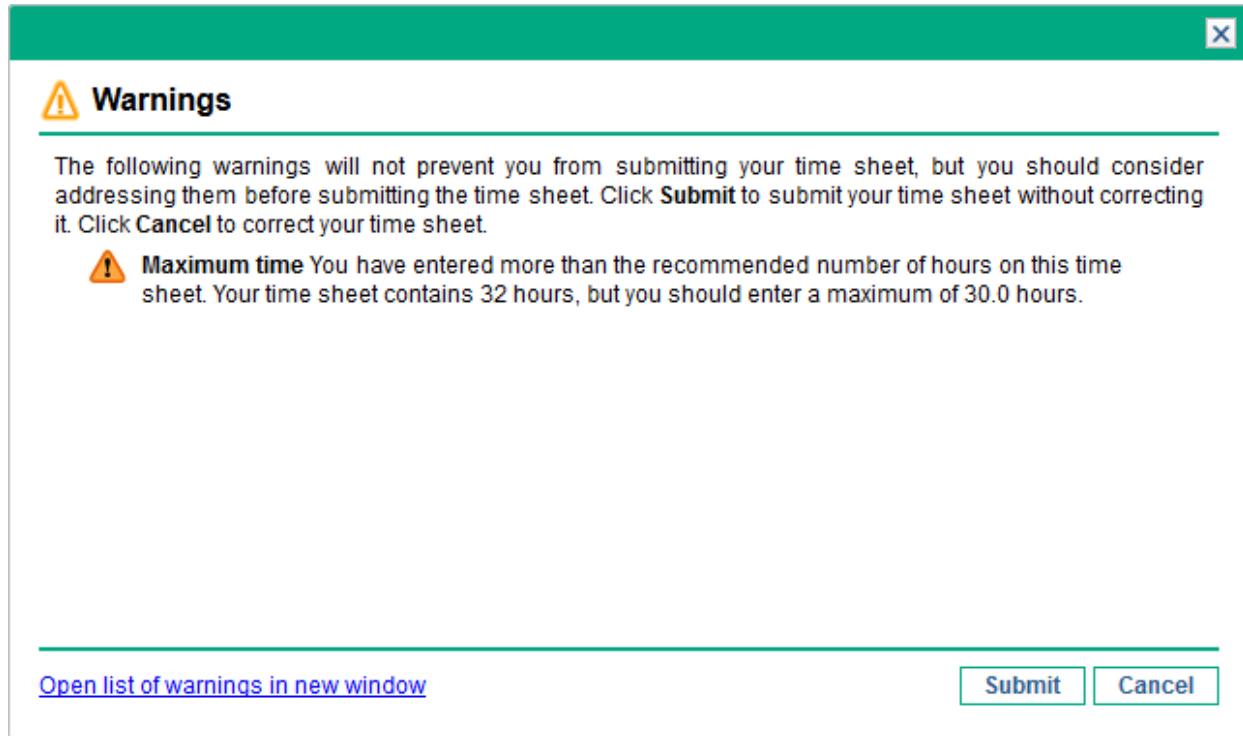 Warnings
The following warnings will not prevent you from submitting your time sheet, but you should consider
addressing them before submitting the time sheet. Click Submit to submit your time sheet without correcting
it. Click Cancel to correct your time sheet.
Maximum time You have entered more than the recommended number of hours on this time
sheet. Your time sheet contains 32 hours, but you should enter a maximum of 30.0 hours.
Open list of warnings in new window
Submit
Cancel